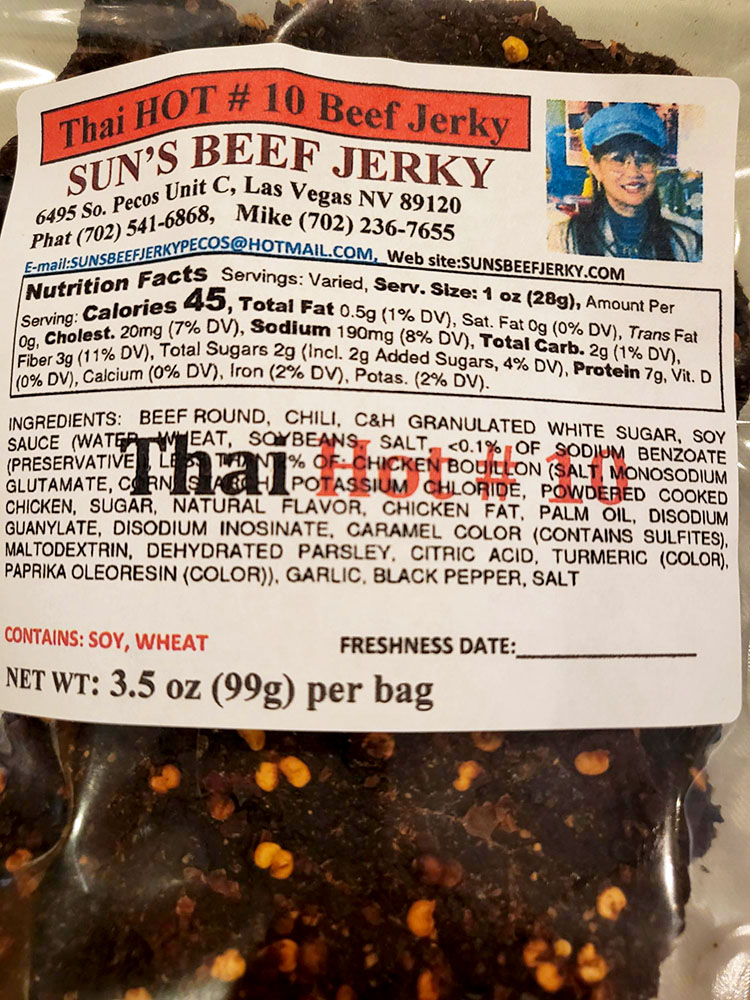 Thai HOT # 10 Beef Jerky
SUN'S BEEF JERKY
6495 So. Pecos Unit C, Las Vegas NV 89120
Phat (702) 541-6868, Mike (702) 236-7655
E-mail:SUNSBEEFJERKYPECOS@HOTMAIL.COM, Web site:SUNSBEEFJERKY.COM
Nutrition Facts Servings: Varied, Serv. Size: 1 oz (28g), Amount Per
Serving: Calories 45, Total Fat 0.5g (1% DV), Sat. Fat 0g (0% DV), Trans Fat
0g, Cholest. 20mg (7% DV), Sodium 190mg (8% DV), Total Carb. 2g (1% DV),
Fiber 3g (11% DV), Total Sugars 2g (Incl. 2g Added Sugars, 4% DV), Protein 7g, Vit. D
(0% DV), Calcium (0% DV), Iron (2% DV), Potas. (2% DV).
INGREDIENTS: BEEF ROUND, CHILI, C&H GRANULATED WHITE SUGAR, SOY
SAUCE (WATER, WHEAT, SOYBEANS, SALT, <0.1% OF SODIUM BENZOATE
(PRESERVATIVE), LESS THAN % OF: CHICKEN BOUILLON (SALT, MONOSODIUM
GLUTAMATE, CORN STARCH, POTASSIUM CHLORIDE, POWDERED COOKED
CHICKEN, SUGAR, NATURAL FLAVOR, CHICKEN FAT, PALM OIL, DISODIUM
GUANYLATE, DISODIUM INOSINATE, CARAMEL COLOR (CONTAINS SULFITES),
MALTODEXTRIN, DEHYDRATED PARSLEY, CITRIC ACID, TURMERIC (COLOR),
PAPRIKA OLEORESIN (COLOR)), GARLIC, BLACK PEPPER, SALT
Thai Hot # 10
CONTAINS: SOY, WHEAT
FRESHNESS DATE:
NET WT: 3.5 oz (99g) per bag